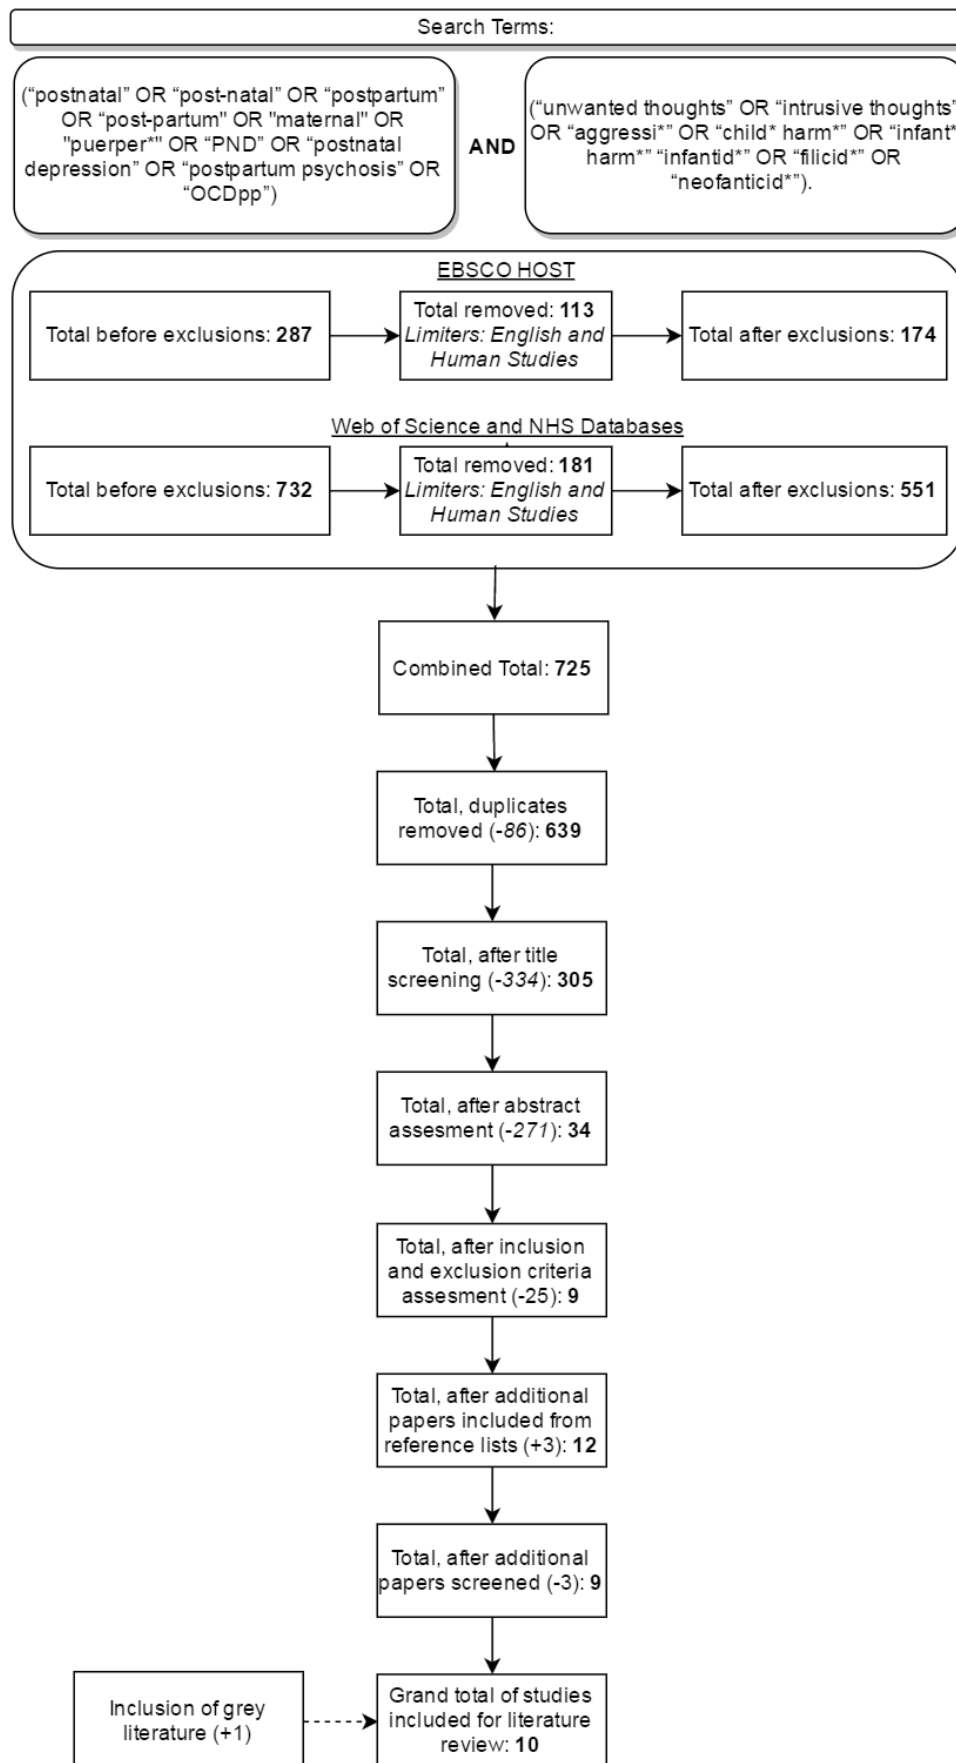 Search Terms:
(“postnatal” OR “post-natal” OR “postpartum”
OR “post-partum” OR "maternal" OR
"puerper*" OR “PND” OR “postnatal
depression” OR “postpartum psychosis” OR
“OCDpp”)
AND
(“unwanted thoughts” OR “intrusive thoughts”
OR “aggressi*” OR “child* harm*” OR “infant*
harm*” “infantid*” OR “filicid*” OR
“neofanticid*”).
EBSCO HOST
Total before exclusions: 287
Total removed: 113
Limiters: English and
Human Studies
Total after exclusions: 174
Web of Science and NHS Databases
Total before exclusions: 732
Total removed: 181
Limiters: English and
Human Studies
Total after exclusions: 551
Combined Total: 725
Total, duplicates
removed (-86): 639
Total, after title
screening (-334): 305
Total, after abstract
assesment (-271): 34
Total, after inclusion
and exclusion criteria
assesment (-25): 9
Total, after additional
papers included from
reference lists (+3): 12
Total, after additional
papers screened (-3): 9
Inclusion of grey
literature (+1)
Grand total of studies
included for literature
review: 10